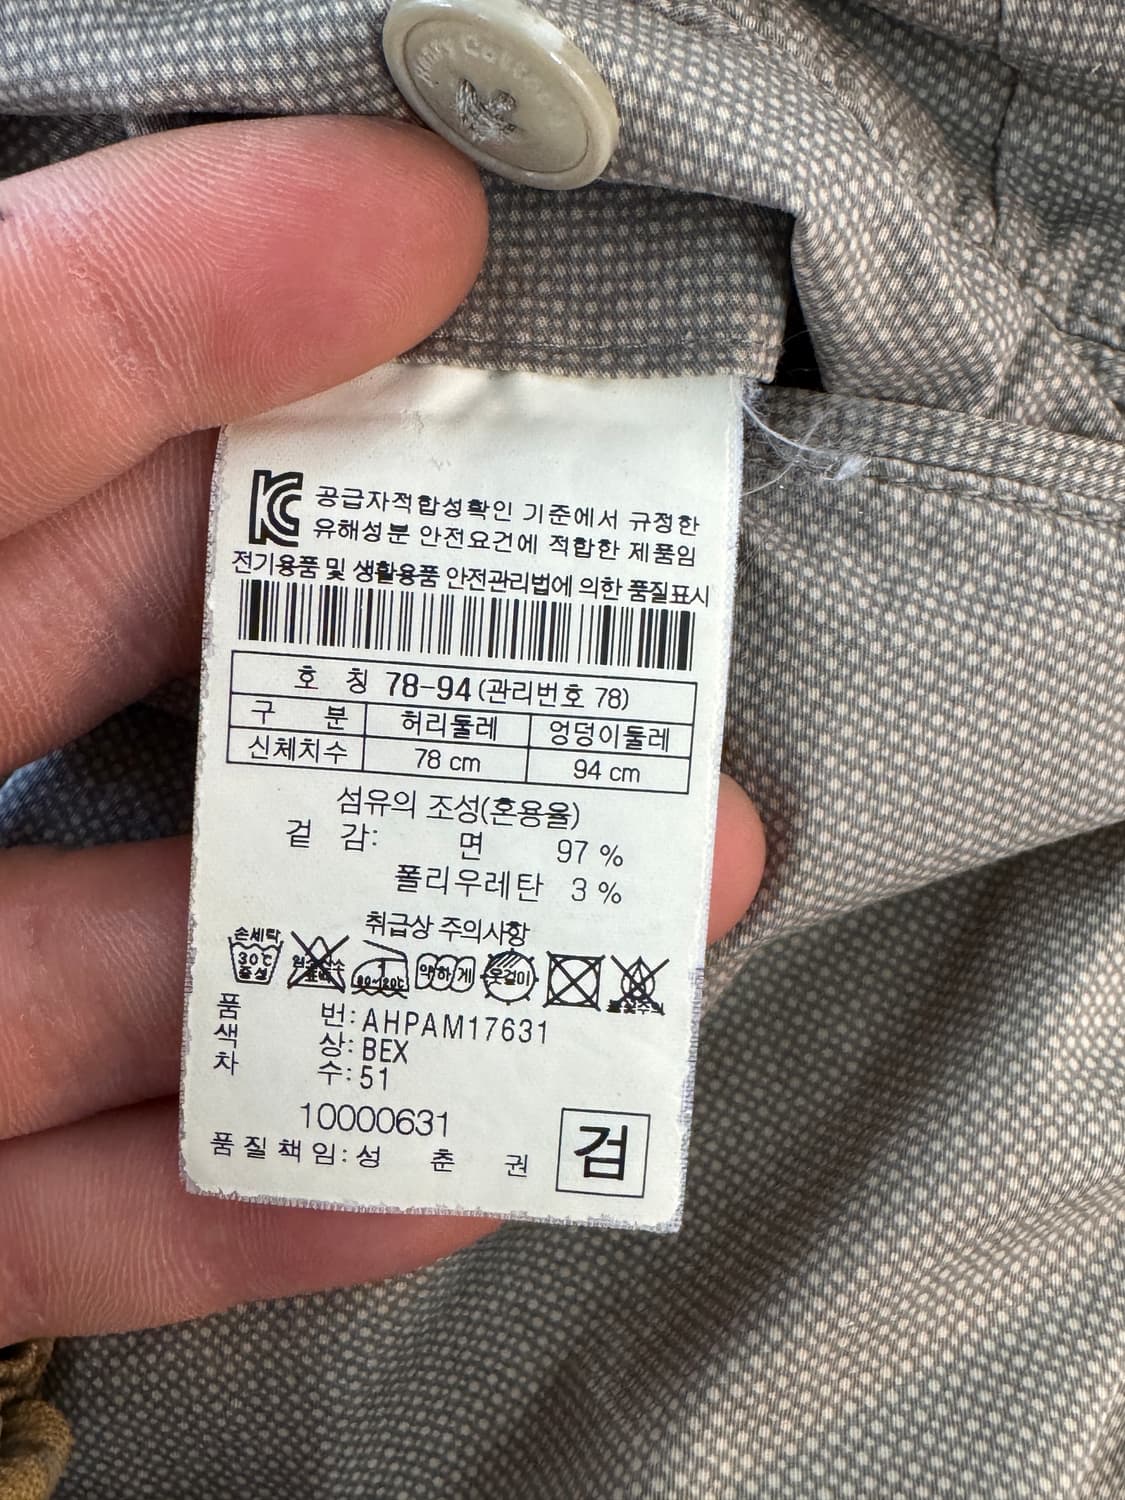 KC 공급자적합성확인 기준에서 규정한
유해성분 안전요건에 적합한 제품임
전기용품 및 생활용품 안전관리법에 의한 품질표시
호 칭 78-94 (관리번호 78)
구 분 허리둘레 엉덩이둘레
신체치수 78 cm 94 cm
섬유의 조성(혼용율)
겉 감: 면 97 %
폴리우레탄 3 %
취급상 주의사항
손세탁
30℃ 중성 80~120℃ 약하게 옷걸이
품 번: AHPAM17631
색 상: BEX
차 수: 51
10000631
품질책임: 성 춘 권 검